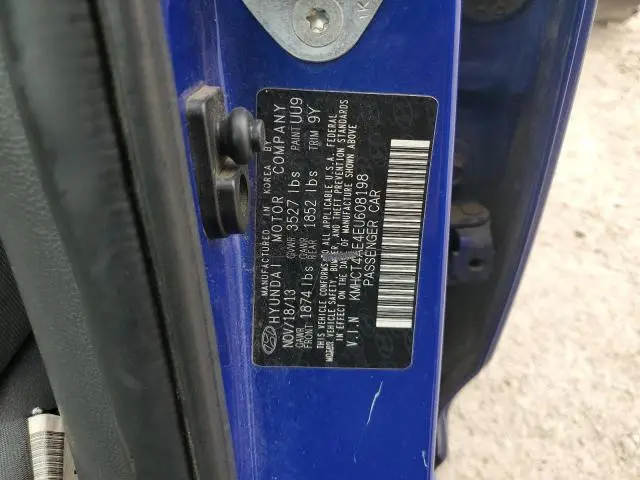 MANUFACTURED IN KOREA BY
HYUNDAI MOTOR COMPANY
NOV/18/13 GVWR 3527 lbs PAINT UU9
GAWR FRONT 1874 lbs GAWR REAR 1852 lbs TRIM 9Y
THIS VEHICLE CONFORMS TO ALL APPLICABLE U.S.A. FEDERAL
MOTOR VEHICLE SAFETY, BUMPER, AND THEFT PREVENTION STANDARDS
IN EFFECT ON THE DATE OF MANUFACTURE SHOWN ABOVE
V.I.N KMHCT4AE4EU608198
PASSENGER CAR